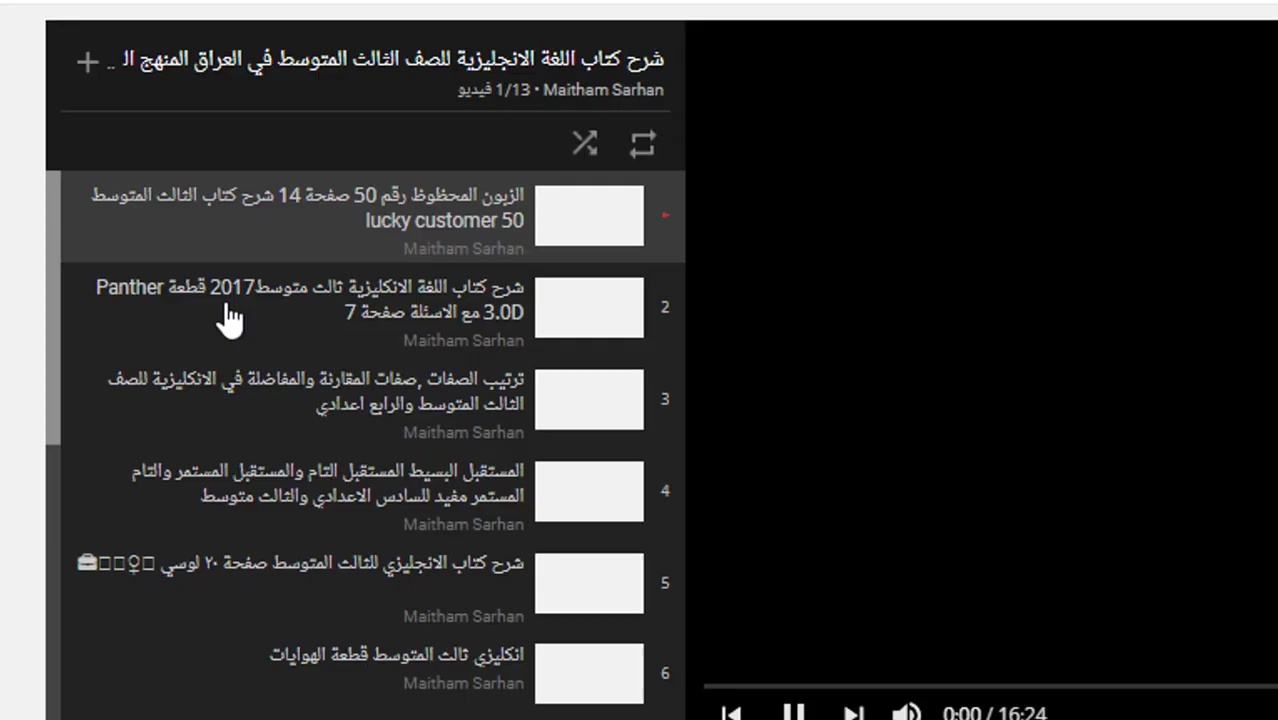 شرح كتاب اللغة الانجليزية للصف الثالث المتوسط في العراق المنهج ال ..
Maitham Sarhan • 1/13 فيديو
الزبون المحظوظ رقم 50 صفحة 14 شرح كتاب الثالث المتوسط
lucky customer 50
Maitham Sarhan
2
شرح كتاب اللغة الانكليزية ثالث متوسط2017 قطعة Panther
3.0D مع الاسئلة صفحة 7
Maitham Sarhan
3
ترتيب الصفات ,صفات المقارنة والمفاضلة في الانكليزية للصف
الثالث المتوسط والرابع اعدادي
Maitham Sarhan
4
المستقبل البسيط المستقبل التام والمستقبل المستمر والتام
المستمر مفيد للسادس الاعدادي والثالث متوسط
Maitham Sarhan
5
شرح كتاب الانجليزي للثالث المتوسط صفحة ٢٠ لوسي
Maitham Sarhan
6
انكليزي ثالث المتوسط قطعة الهوايات
Maitham Sarhan
0:00 / 16:24